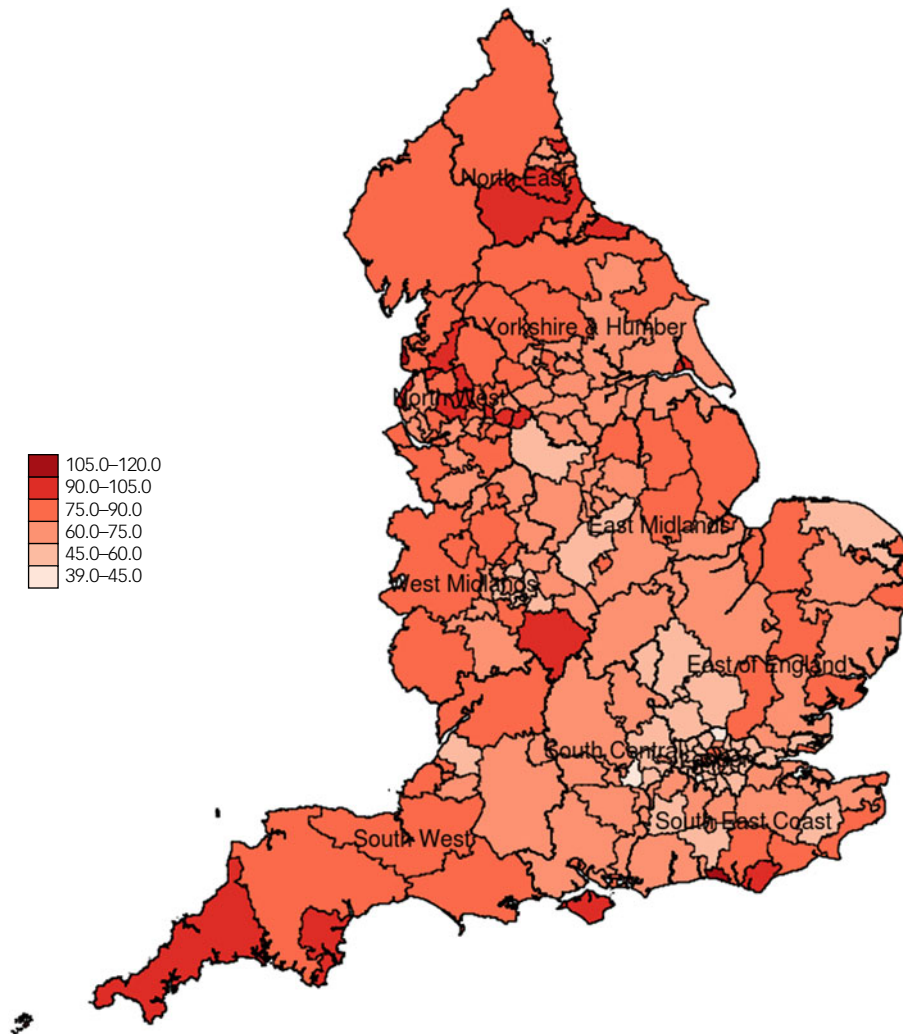 North East
Yorkshire & Humber
North West
105.0–120.0
90.0–105.0
75.0–90.0
60.0–75.0
45.0–60.0
39.0–45.0
East Midlands
West Midlands
East of England
South Central
London
South East Coast
South West